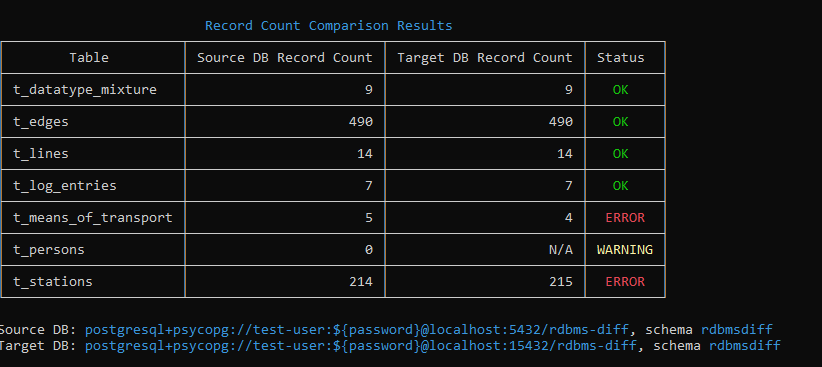 Record Count Comparison Results
Table Source DB Record Count Target DB Record Count Status
t_datatype_mixture 9 9 OK
t_edges 490 490 OK
t_lines 14 14 OK
t_log_entries 7 7 OK
t_means_of_transport 5 4 ERROR
t_persons 0 N/A WARNING
t_stations 214 215 ERROR
Source DB: postgresql+psycopg://test-user:${password}@localhost:5432/rdbms-diff, schema rdbmsdiff
Target DB: postgresql+psycopg://test-user:${password}@localhost:15432/rdbms-diff, schema rdbmsdiff